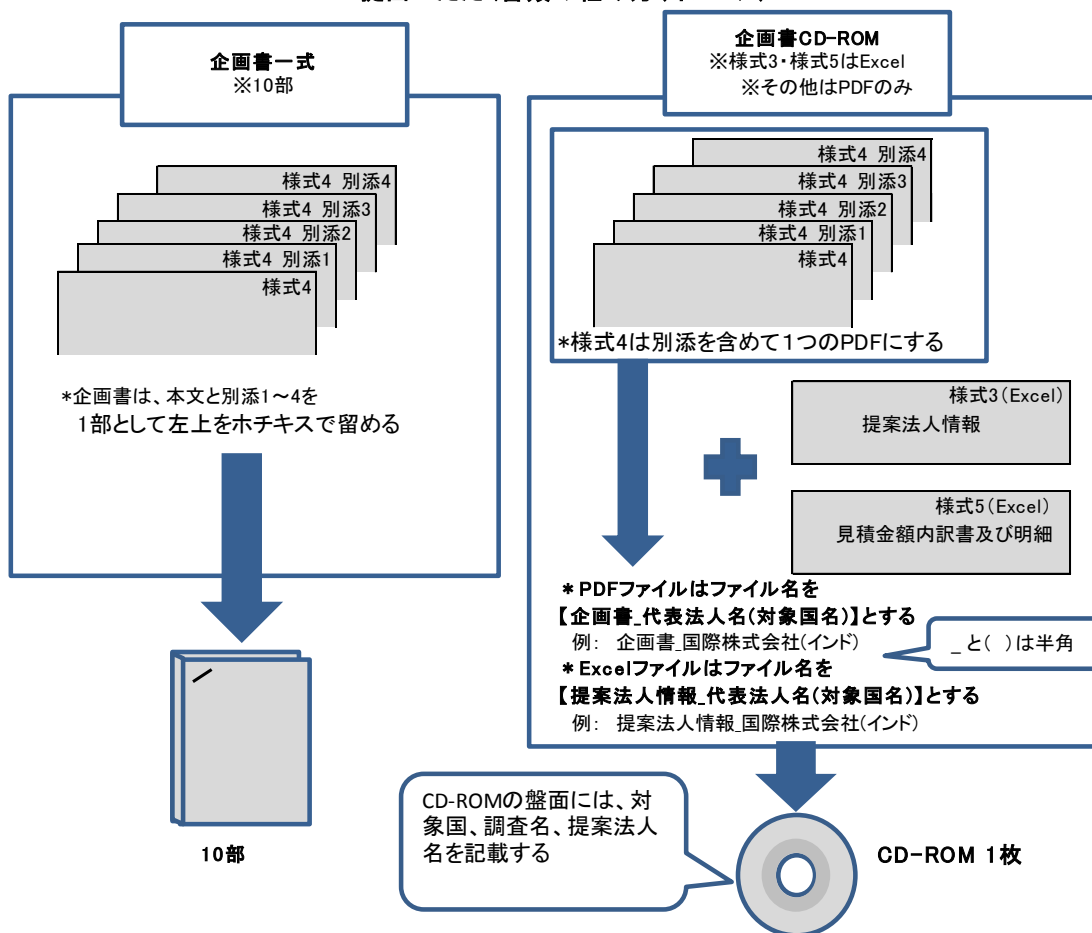 企画書一式
※10部
様式4 別添4
様式4 別添3
様式4 別添2
様式4 別添1
様式4
*企画書は、本文と別添1~4を
1部として左上をホチキスで留める
10部
企画書CD-ROM
※様式3・様式5はExcel
※その他はPDFのみ
様式4 別添4
様式4 別添3
様式4 別添2
様式4 別添1
様式4
*様式4は別添を含めて1つのPDFにする
様式3(Excel)
提案法人情報
様式5(Excel)
見積金額内訳書及び明細
*PDFファイルはファイル名を
【企画書_代表法人名(対象国名)】とする
例: 企画書_国際株式会社(インド)
_と( )は半角
*Excelファイルはファイル名を
【提案法人情報_代表法人名(対象国名)】とする
例: 提案法人情報_国際株式会社(インド)
CD-ROMの盤面には、対
象国、調査名、提案法人
名を記載する
CD-ROM 1枚